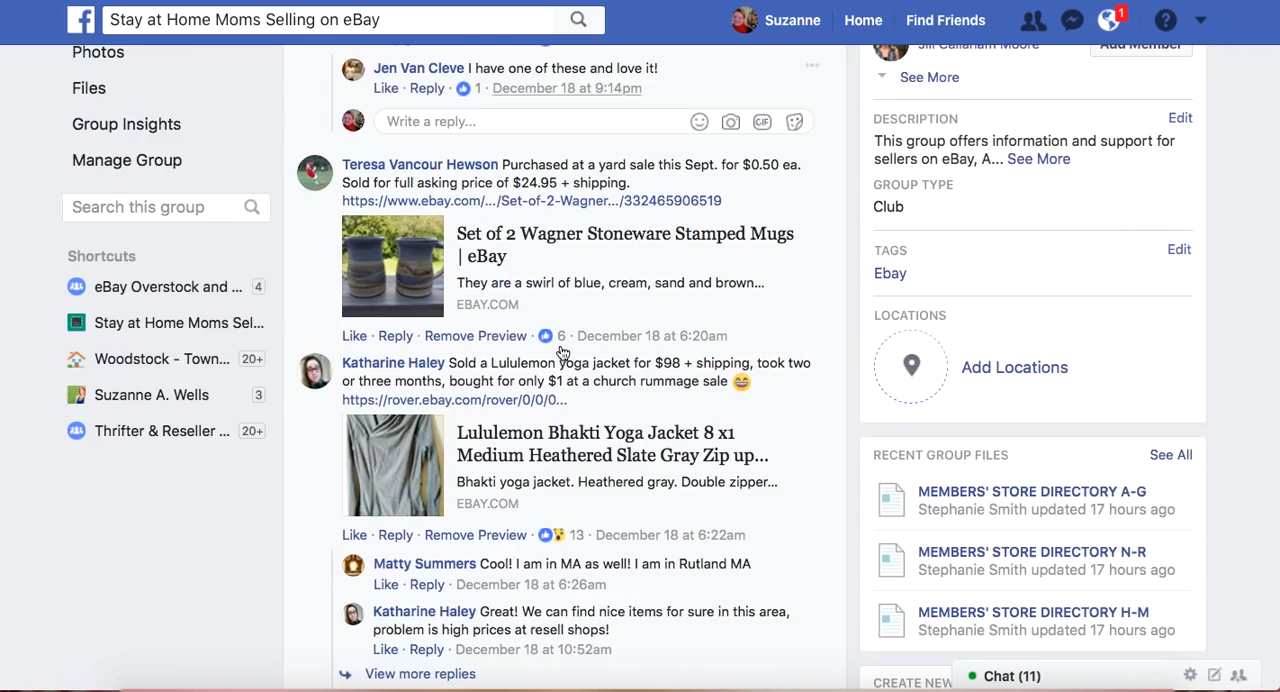 Stay at Home Moms Selling on eBay
Suzanne
Home
Find Friends
1
Photos
Files
Group Insights
Manage Group
Search this group
Shortcuts
eBay Overstock and ... 4
Stay at Home Moms Sel...
Woodstock - Town... 20+
Suzanne A. Wells 3
Thrifter & Reseller ... 20+
Jen Van Cleve I have one of these and love it!
Like · Reply · 1 · December 18 at 9:14pm
Write a reply...
GIF
Teresa Vancour Hewson Purchased at a yard sale this Sept. for $0.50 ea.
Sold for full asking price of $24.95 + shipping.
https://www.ebay.com/.../Set-of-2-Wagner.../332465906519
Set of 2 Wagner Stoneware Stamped Mugs
| eBay
They are a swirl of blue, cream, sand and brown...
EBAY.COM
Like · Reply · Remove Preview · 6 · December 18 at 6:20am
Katharine Haley Sold a Lululemon yoga jacket for $98 + shipping, took two
or three months, bought for only $1 at a church rummage sale
https://rover.ebay.com/rover/0/0/0...
Lululemon Bhakti Yoga Jacket 8 x1
Medium Heathered Slate Gray Zip up...
Bhakti yoga jacket. Heathered gray. Double zipper...
EBAY.COM
Like · Reply · Remove Preview · 13 · December 18 at 6:22am
Matty Summers Cool! I am in MA as well! I am in Rutland MA
Like · Reply · December 18 at 6:26am
Katharine Haley Great! We can find nice items for sure in this area,
problem is high prices at resell shops!
Like · Reply · December 18 at 10:52am
View more replies
Jill Callaham Moore
Add Member
See More
DESCRIPTION Edit
This group offers information and support for
sellers on eBay, A... See More
GROUP TYPE
Club
TAGS Edit
Ebay
LOCATIONS
Add Locations
RECENT GROUP FILES See All
MEMBERS' STORE DIRECTORY A-G
Stephanie Smith updated 17 hours ago
MEMBERS' STORE DIRECTORY N-R
Stephanie Smith updated 17 hours ago
MEMBERS' STORE DIRECTORY H-M
Stephanie Smith updated 17 hours ago
CREATE NEW
Chat (11)